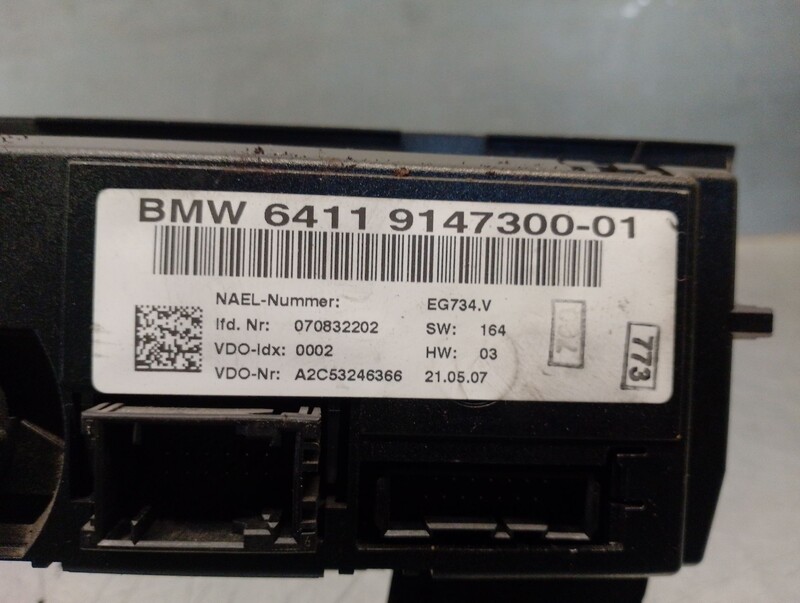 BMW 6411 9147300-01
NAEL-Nummer: EG734.V
lfd. Nr: 070832202 SW: 164
VDO-Idx: 0002 HW: 03
VDO-Nr: A2C53246366 21.05.07
773